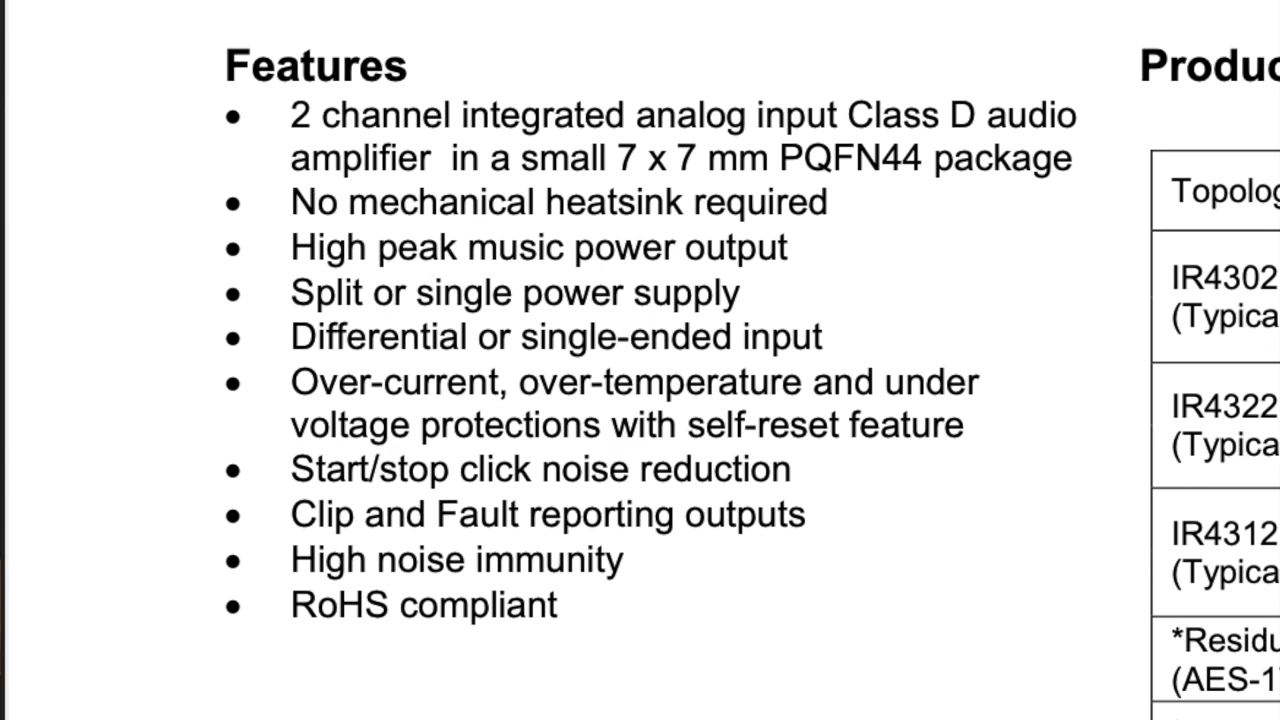 Features
• 2 channel integrated analog input Class D audio
amplifier in a small 7 x 7 mm PQFN44 package
• No mechanical heatsink required
• High peak music power output
• Split or single power supply
• Differential or single-ended input
• Over-current, over-temperature and under
voltage protections with self-reset feature
• Start/stop click noise reduction
• Clip and Fault reporting outputs
• High noise immunity
• RoHS compliant
Produc
Topolog
IR4302
(Typica
IR4322
(Typica
IR4312
(Typica
*Residu
(AES-1